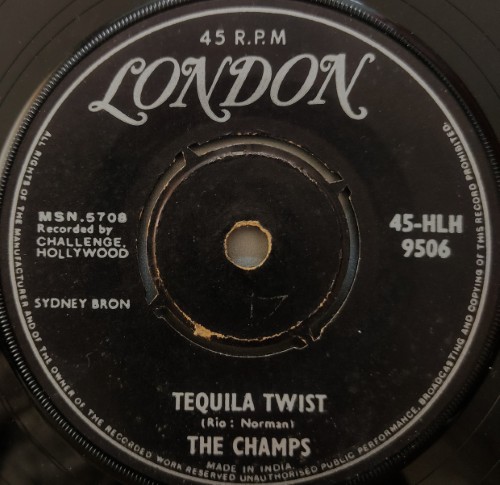 45 R.P.M
LONDON
MSN.5708
Recorded by
CHALLENGE,
HOLLYWOOD
45-HLH
9506
SYDNEY BRON
17
TEQUILA TWIST
(Rio : Norman)
THE CHAMPS
MADE IN INDIA.
ALL RIGHTS OF THE MANUFACTURER AND OF THE OWNER OF THE RECORDED WORK RESERVED UNAUTHORISED PUBLIC PERFORMANCE, BROADCASTING AND COPYING OF THIS RECORD PROHIBITED.